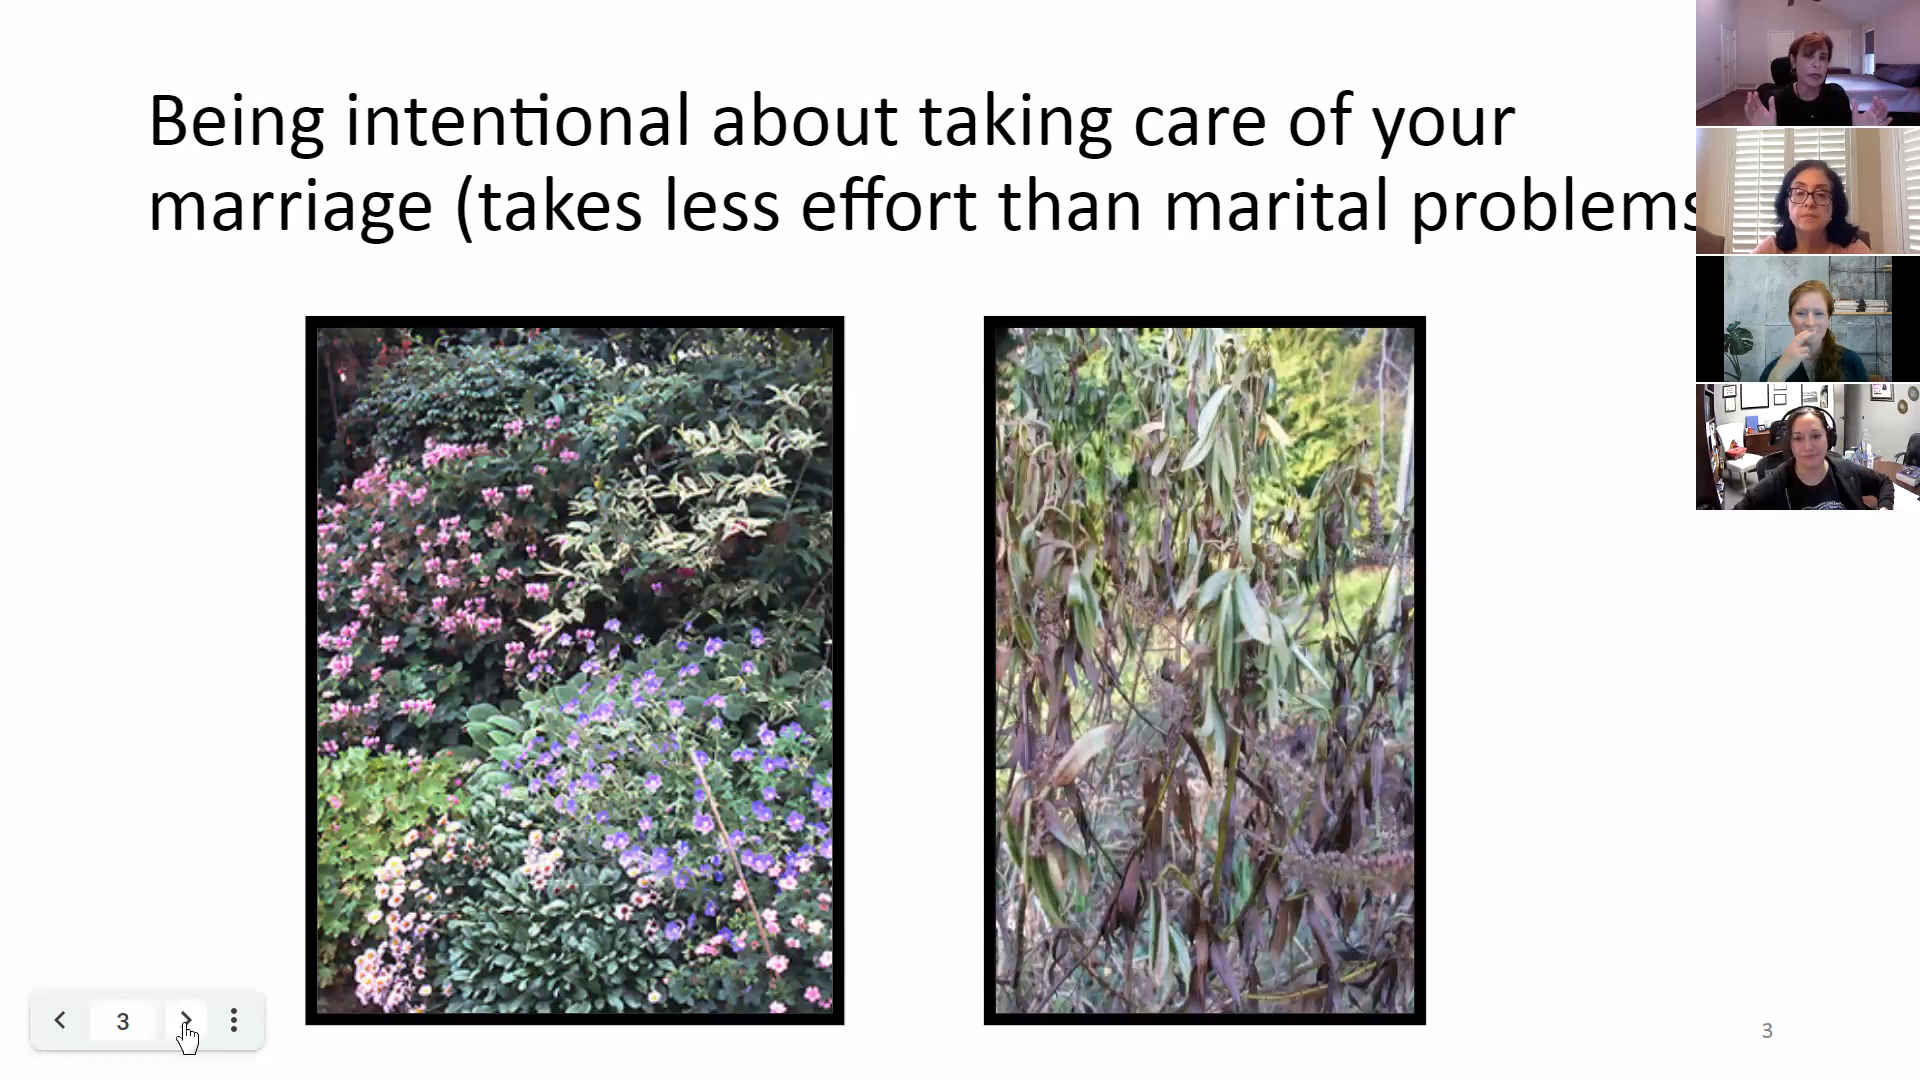 Being intentional about taking care of your
marriage (takes less effort than marital problems
3
3